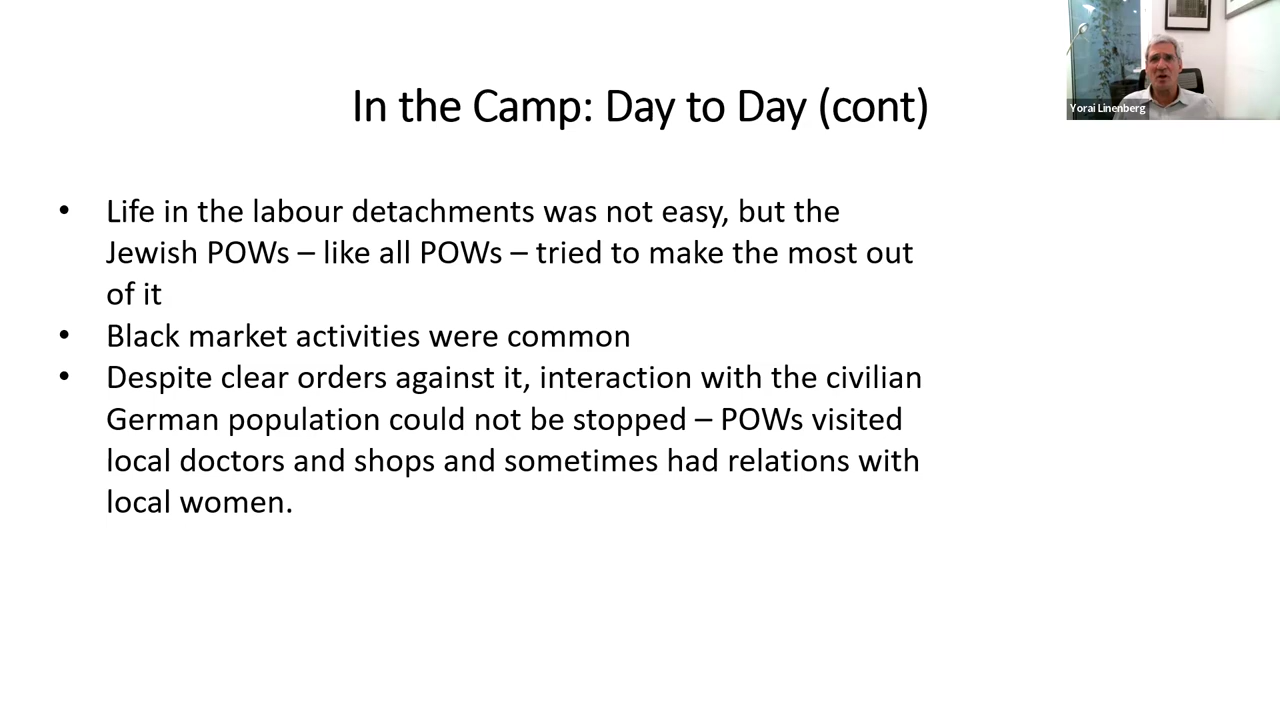 Yorai Linenberg
In the Camp: Day to Day (cont)
• Life in the labour detachments was not easy, but the
Jewish POWs – like all POWs – tried to make the most out
of it
• Black market activities were common
• Despite clear orders against it, interaction with the civilian
German population could not be stopped – POWs visited
local doctors and shops and sometimes had relations with
local women.